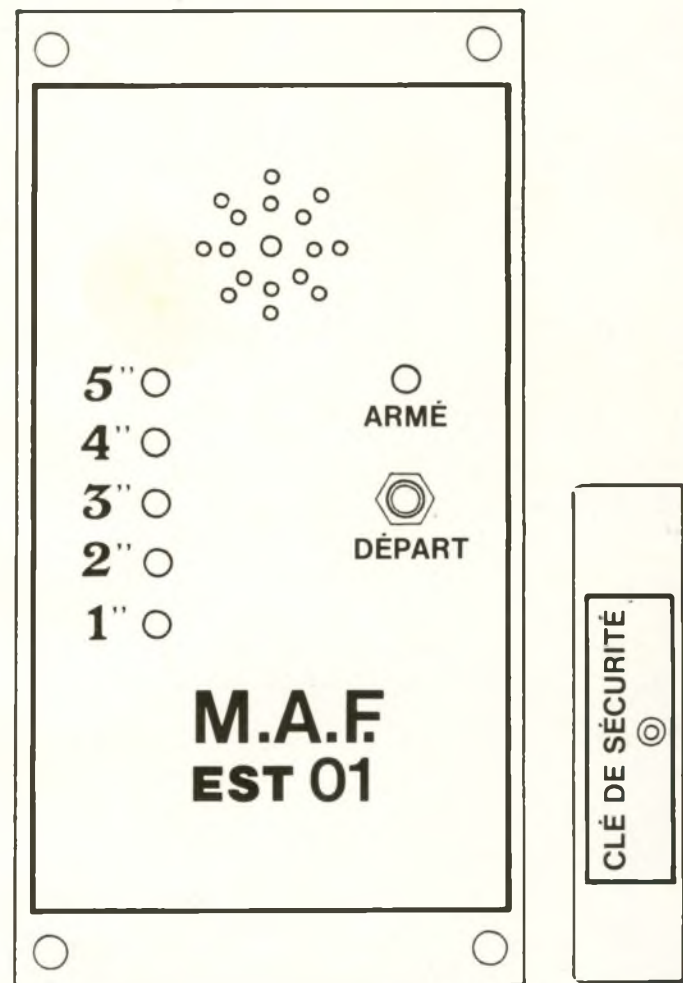 5''
ARMÉ
4''
3''
DÉPART
2''
1''
M.A.F.
EST 01
CLÉ DE SÉCURITÉ